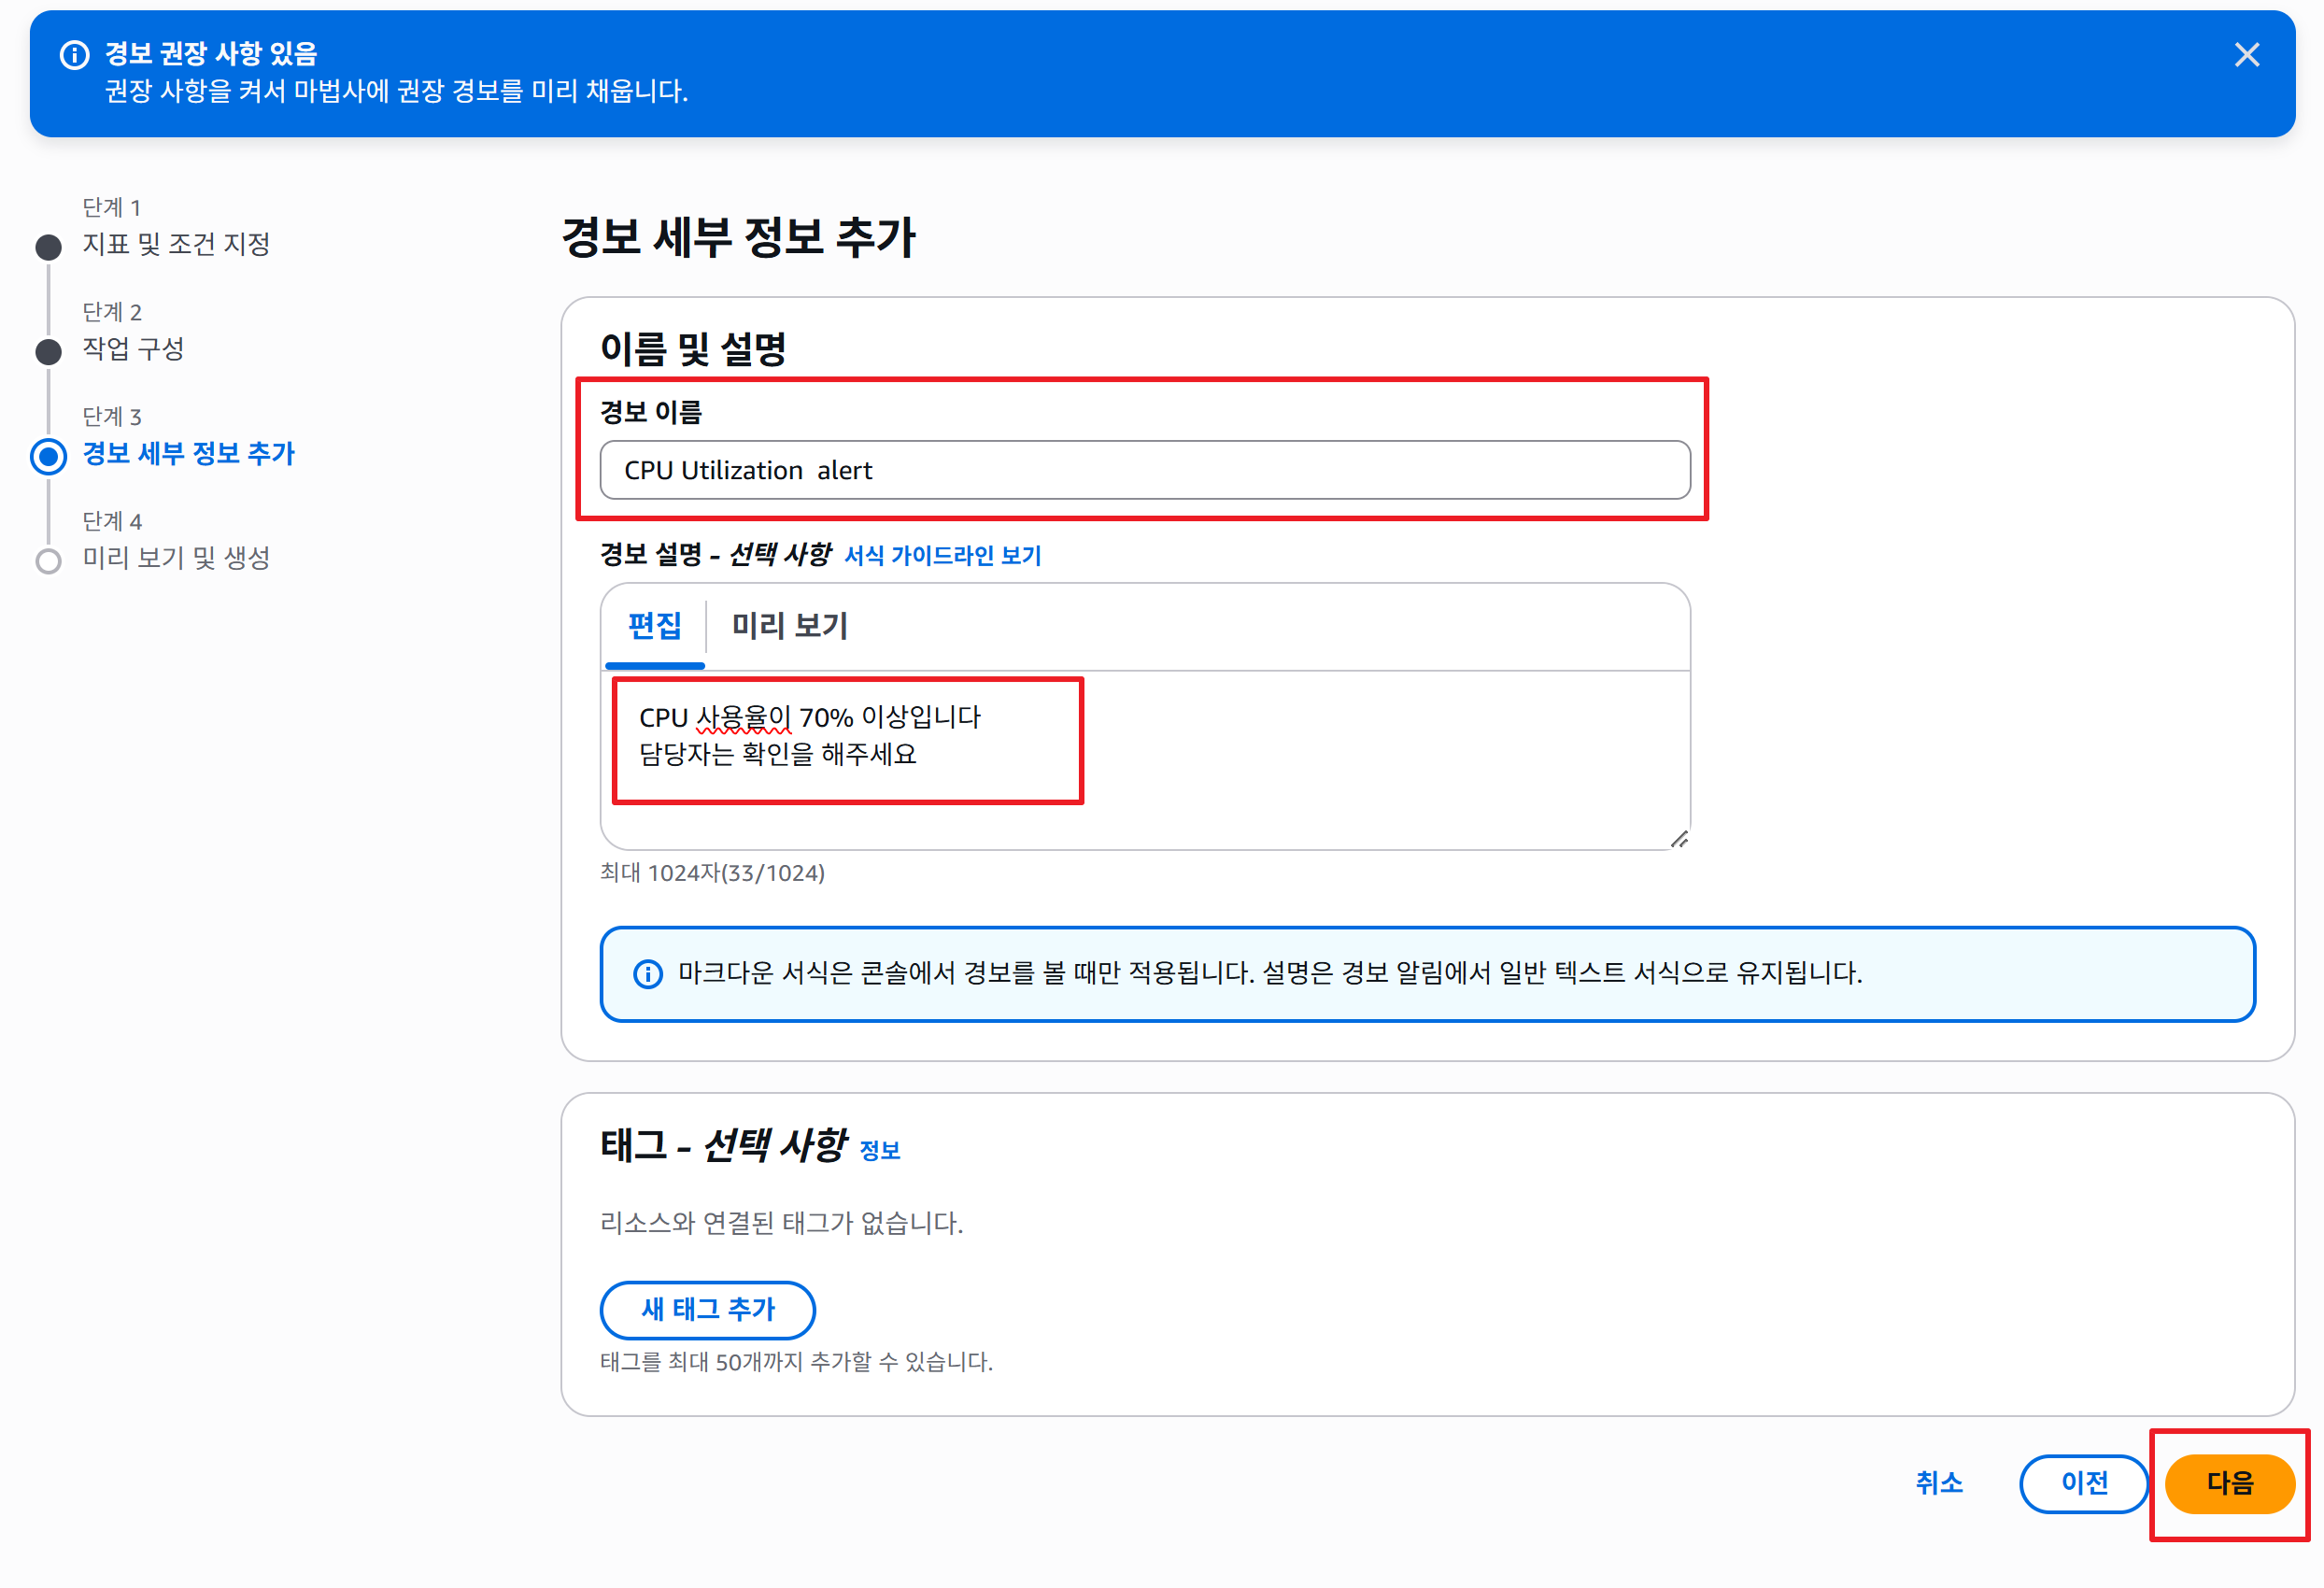 경보 권장 사항 있음
권장 사항을 켜서 마법사에 권장 경보를 미리 채웁니다.
단계 1
지표 및 조건 지정
단계 2
작업 구성
단계 3
경보 세부 정보 추가
단계 4
미리 보기 및 생성
경보 세부 정보 추가
이름 및 설명
경보 이름
CPU Utilization  alert
경보 설명 - 선택 사항 서식 가이드라인 보기
편집 미리 보기
CPU 사용율이 70% 이상입니다
담당자는 확인을 해주세요
최대 1024자(33/1024)
마크다운 서식은 콘솔에서 경보를 볼 때만 적용됩니다. 설명은 경보 알림에서 일반 텍스트 서식으로 유지됩니다.
태그 - 선택 사항 정보
리소스와 연결된 태그가 없습니다.
새 태그 추가
태그를 최대 50개까지 추가할 수 있습니다.
취소 이전 다음